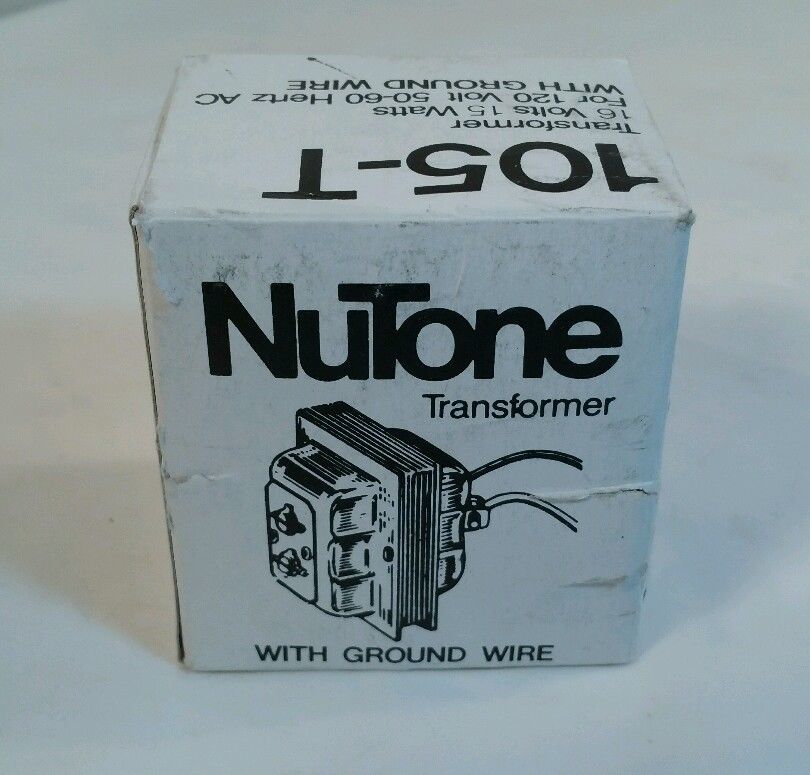 105-T
Transformer
16 Volts 15 Watts
For 120 Volt 50-60 Hertz AC
WITH GROUND WIRE
NuTone
Transformer
WITH GROUND WIRE